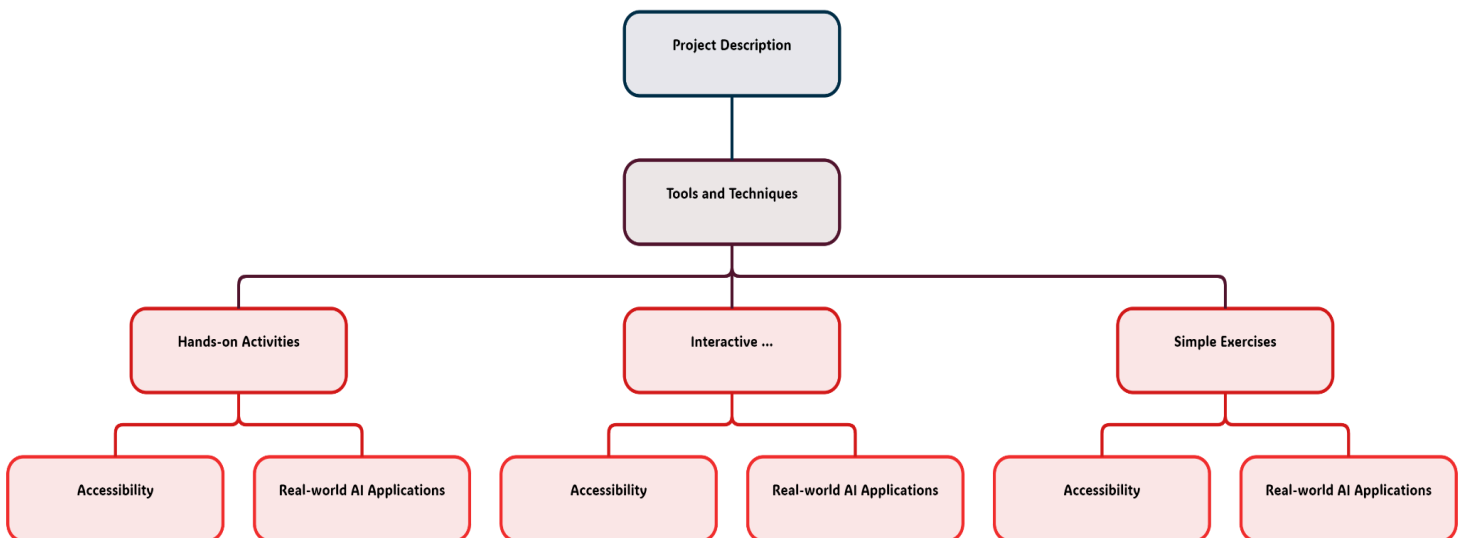 Project Description
Tools and Techniques
Hands-on Activities
Interactive ...
Simple Exercises
Accessibility
Real-world AI Applications
Accessibility
Real-world AI Applications
Accessibility
Real-world AI Applications